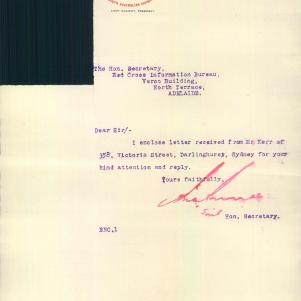 The Hon. Secretary,
Red Cross Information Bureau,
Verco Building,
North Terrace,
ADELAIDE.
Dear Sir/-
I enclose letter received from Mr Kerr of
358, Victoria Street, Darlinghurst, Sydney for your
kind attention and reply.
Yours faithfully,
Hon. Secretary.
ENC.1